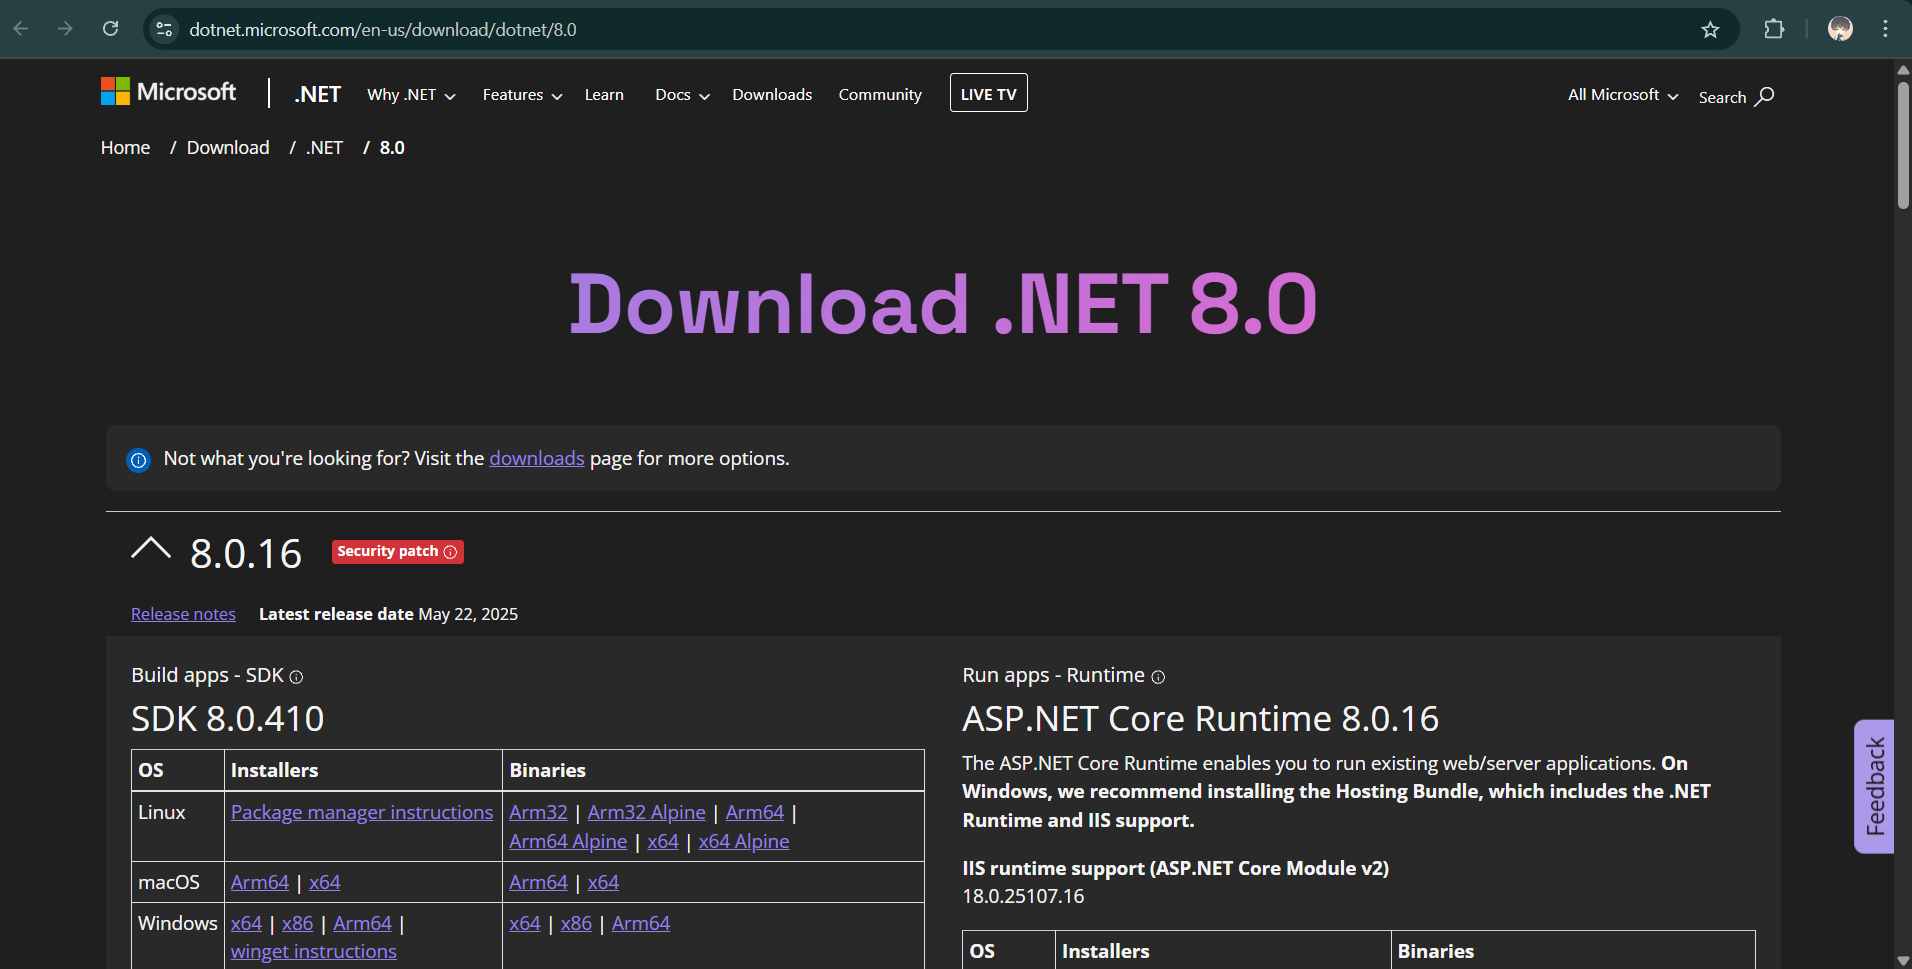 dotnet.microsoft.com/en-us/download/dotnet/8.0
Microsoft .NET Why .NET Features Learn Docs Downloads Community LIVE TV All Microsoft Search
Home / Download / .NET / 8.0
Download .NET 8.0
Not what you're looking for? Visit the downloads page for more options.
8.0.16 Security patch
Release notes Latest release date May 22, 2025
Build apps - SDK
SDK 8.0.410
OS Installers Binaries
Linux Package manager instructions Arm32 | Arm32 Alpine | Arm64 |
Arm64 Alpine | x64 | x64 Alpine
macOS Arm64 | x64 Arm64 | x64
Windows x64 | x86 | Arm64 | x64 | x86 | Arm64
winget instructions
Run apps - Runtime
ASP.NET Core Runtime 8.0.16
The ASP.NET Core Runtime enables you to run existing web/server applications. On
Windows, we recommend installing the Hosting Bundle, which includes the .NET
Runtime and IIS support.
IIS runtime support (ASP.NET Core Module v2)
18.0.25107.16
OS Installers Binaries
Feedback